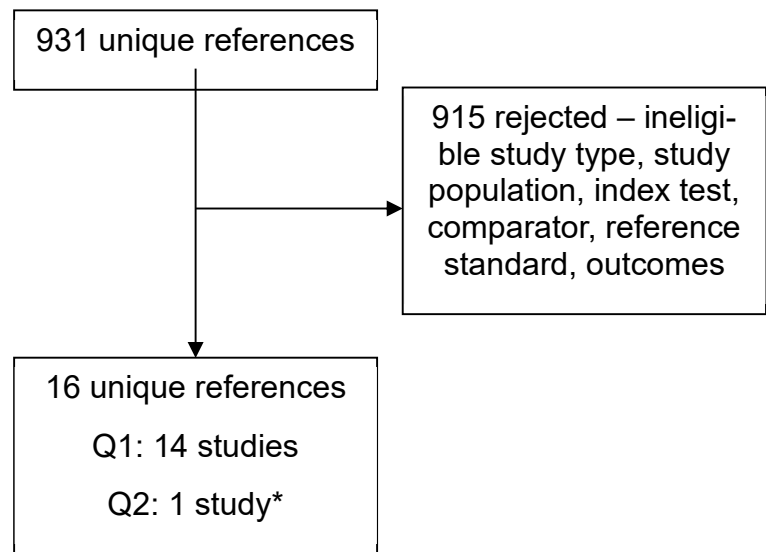 931 unique references
915 rejected – ineligi-
ble study type, study
population, index test,
comparator, reference
standard, outcomes
16 unique references
Q1: 14 studies
Q2: 1 study*